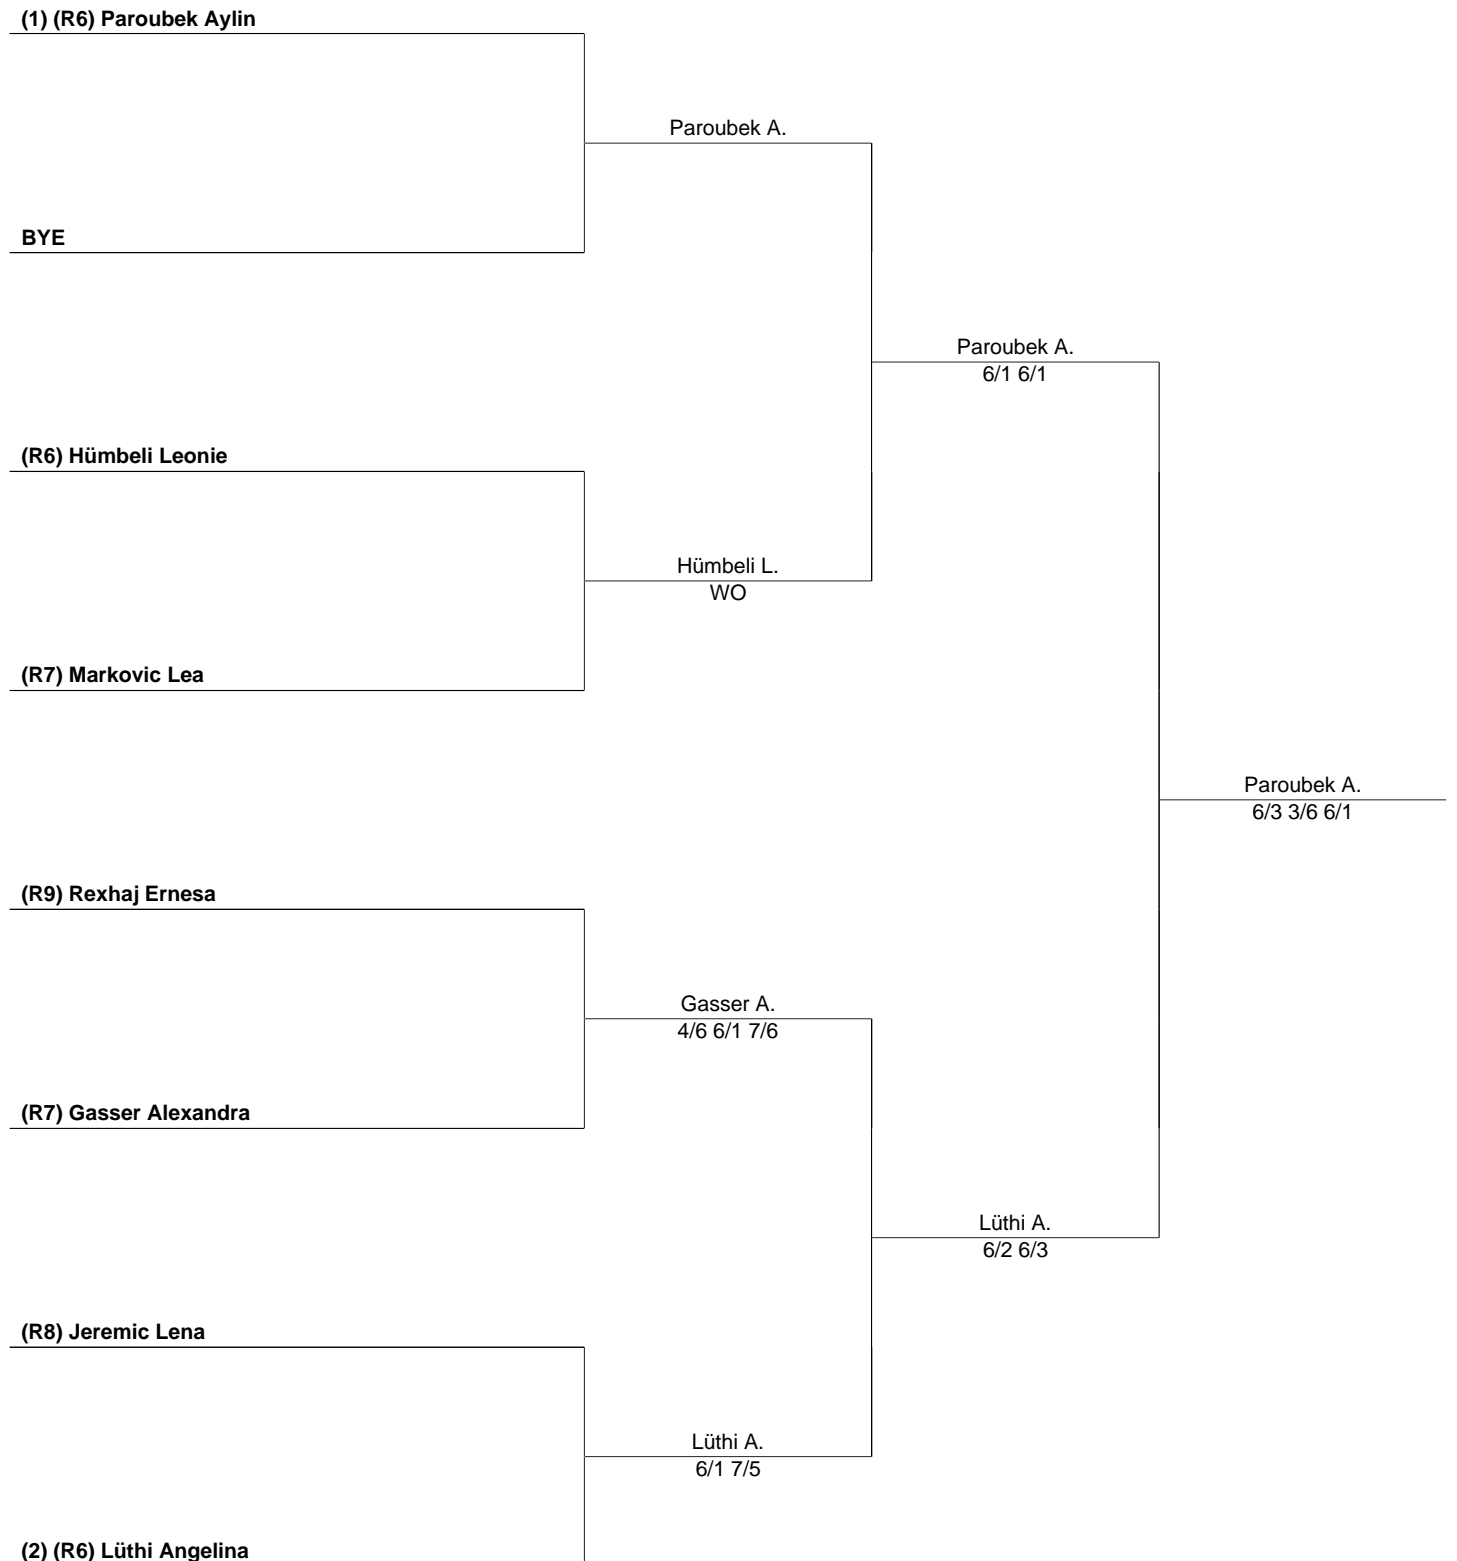 (1) (R6) Paroubek Aylin
Paroubek A.
BYE
Paroubek A.
6/1 6/1
(R6) Hümbeli Leonie
Hümbeli L.
WO
(R7) Markovic Lea
Paroubek A.
6/3 3/6 6/1
(R9) Rexhaj Ernesa
Gasser A.
4/6 6/1 7/6
(R7) Gasser Alexandra
Lüthi A.
6/2 6/3
(R8) Jeremic Lena
Lüthi A.
6/1 7/5
(2) (R6) Lüthi Angelina